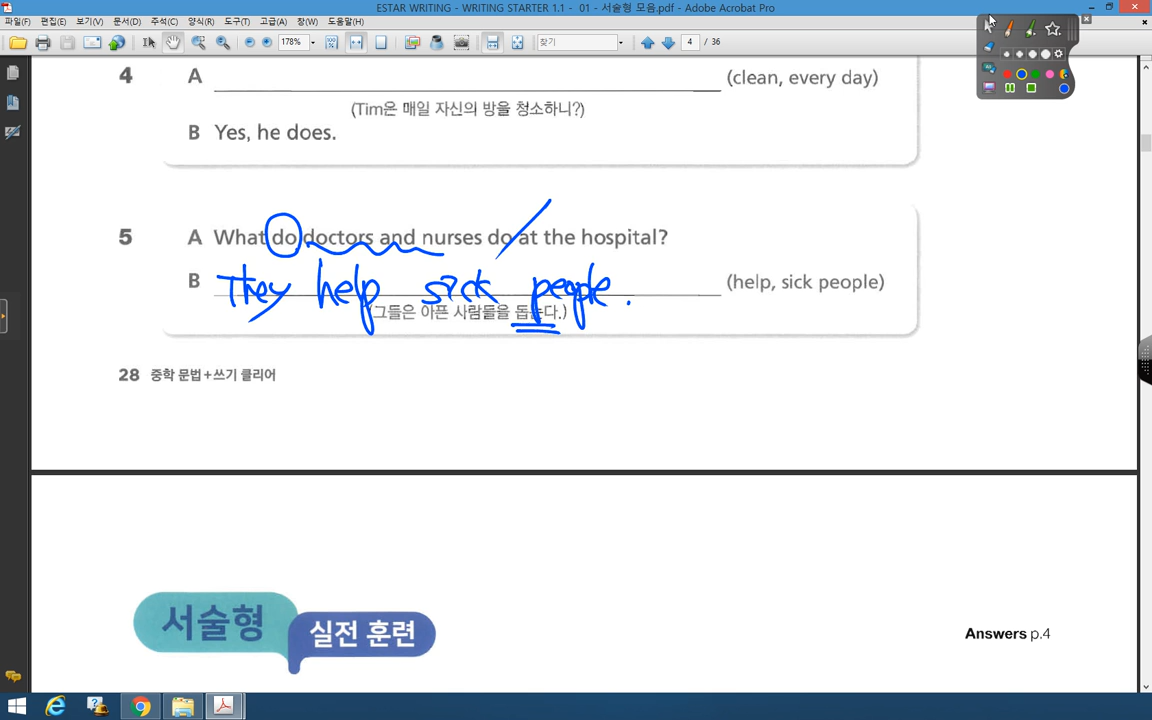 ESTAR WRITING - WRITING STARTER 1.1 - 01 - 서술형 모음.pdf - Adobe Acrobat Pro
파일(F) 편집(E) 보기(V) 문서(D) 주석(C) 양식(R) 도구(T) 고급(A) 창(W) 도움말(H)
178% 찾기 4 / 36
4 A (clean, every day)
(Tim은 매일 자신의 방을 청소하니?)
B Yes, he does.
5 A What do doctors and nurses do at the hospital?
B They help sick people. (help, sick people)
(그들은 아픈 사람들을 돕는다.)
28 중학 문법+쓰기 클리어
서술형 실전 훈련
Answers p.4